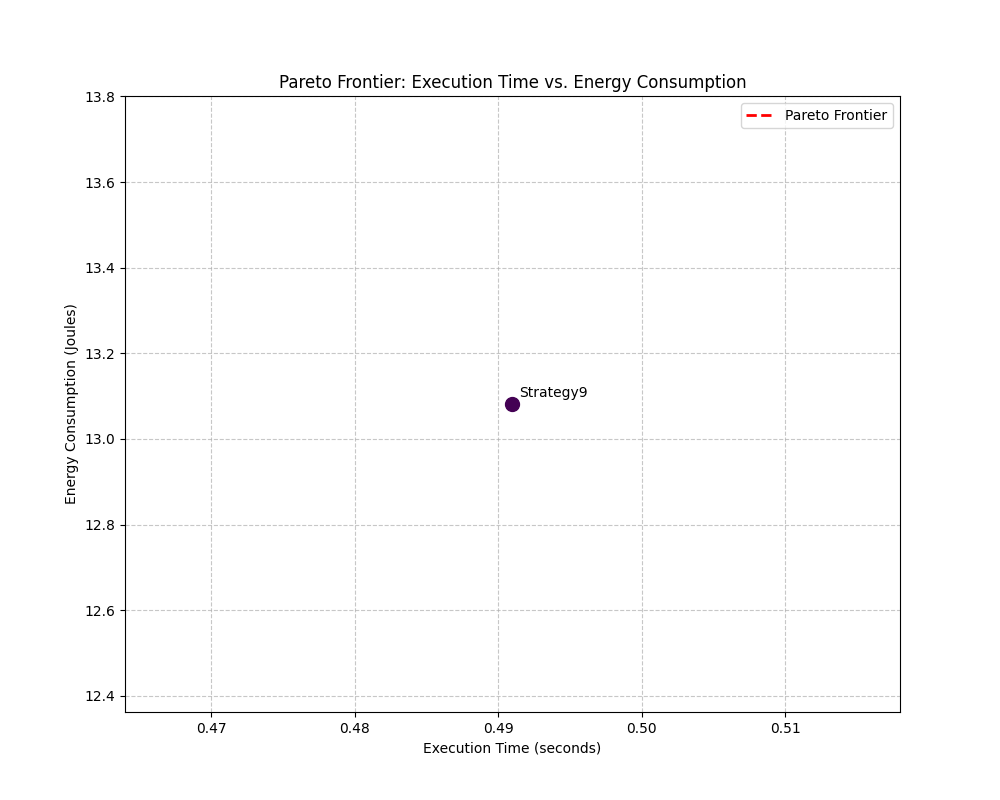 Pareto Frontier: Execution Time vs. Energy Consumption
Pareto Frontier
13.8
13.6
13.4
13.2
13.0
12.8
12.6
12.4
Energy Consumption (Joules)
Strategy9
0.47 0.48 0.49 0.50 0.51
Execution Time (seconds)